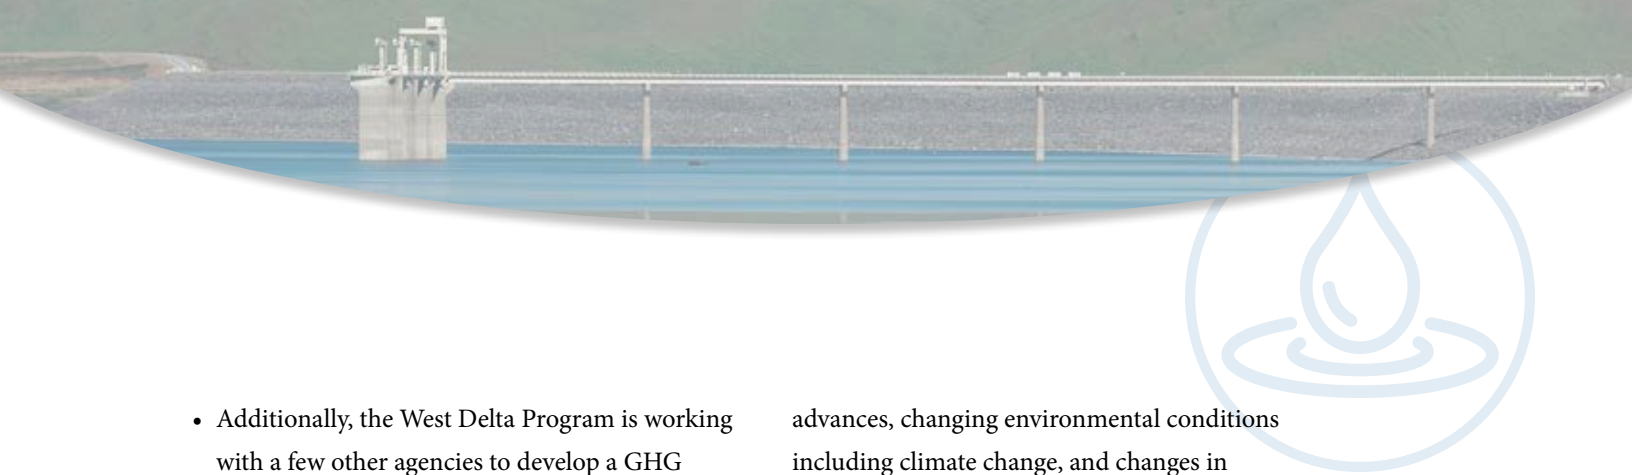 • Additionally, the West Delta Program is working
with a few other agencies to develop a GHG
advances, changing environmental conditions
including climate change, and changes in